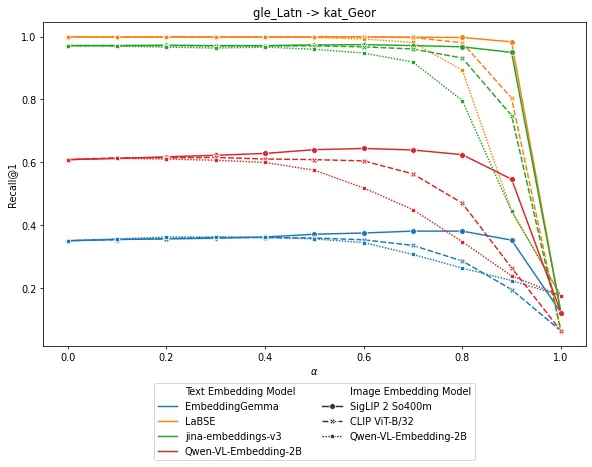 gle_Latn -> kat_Geor
Recall@1
1.0
0.8
0.6
0.4
0.2
0.0 0.2 0.4 0.6 0.8 1.0
α
Text Embedding Model
EmbeddingGemma
LaBSE
jina-embeddings-v3
Qwen-VL-Embedding-2B
Image Embedding Model
SigLIP 2 So400m
CLIP ViT-B/32
Qwen-VL-Embedding-2B